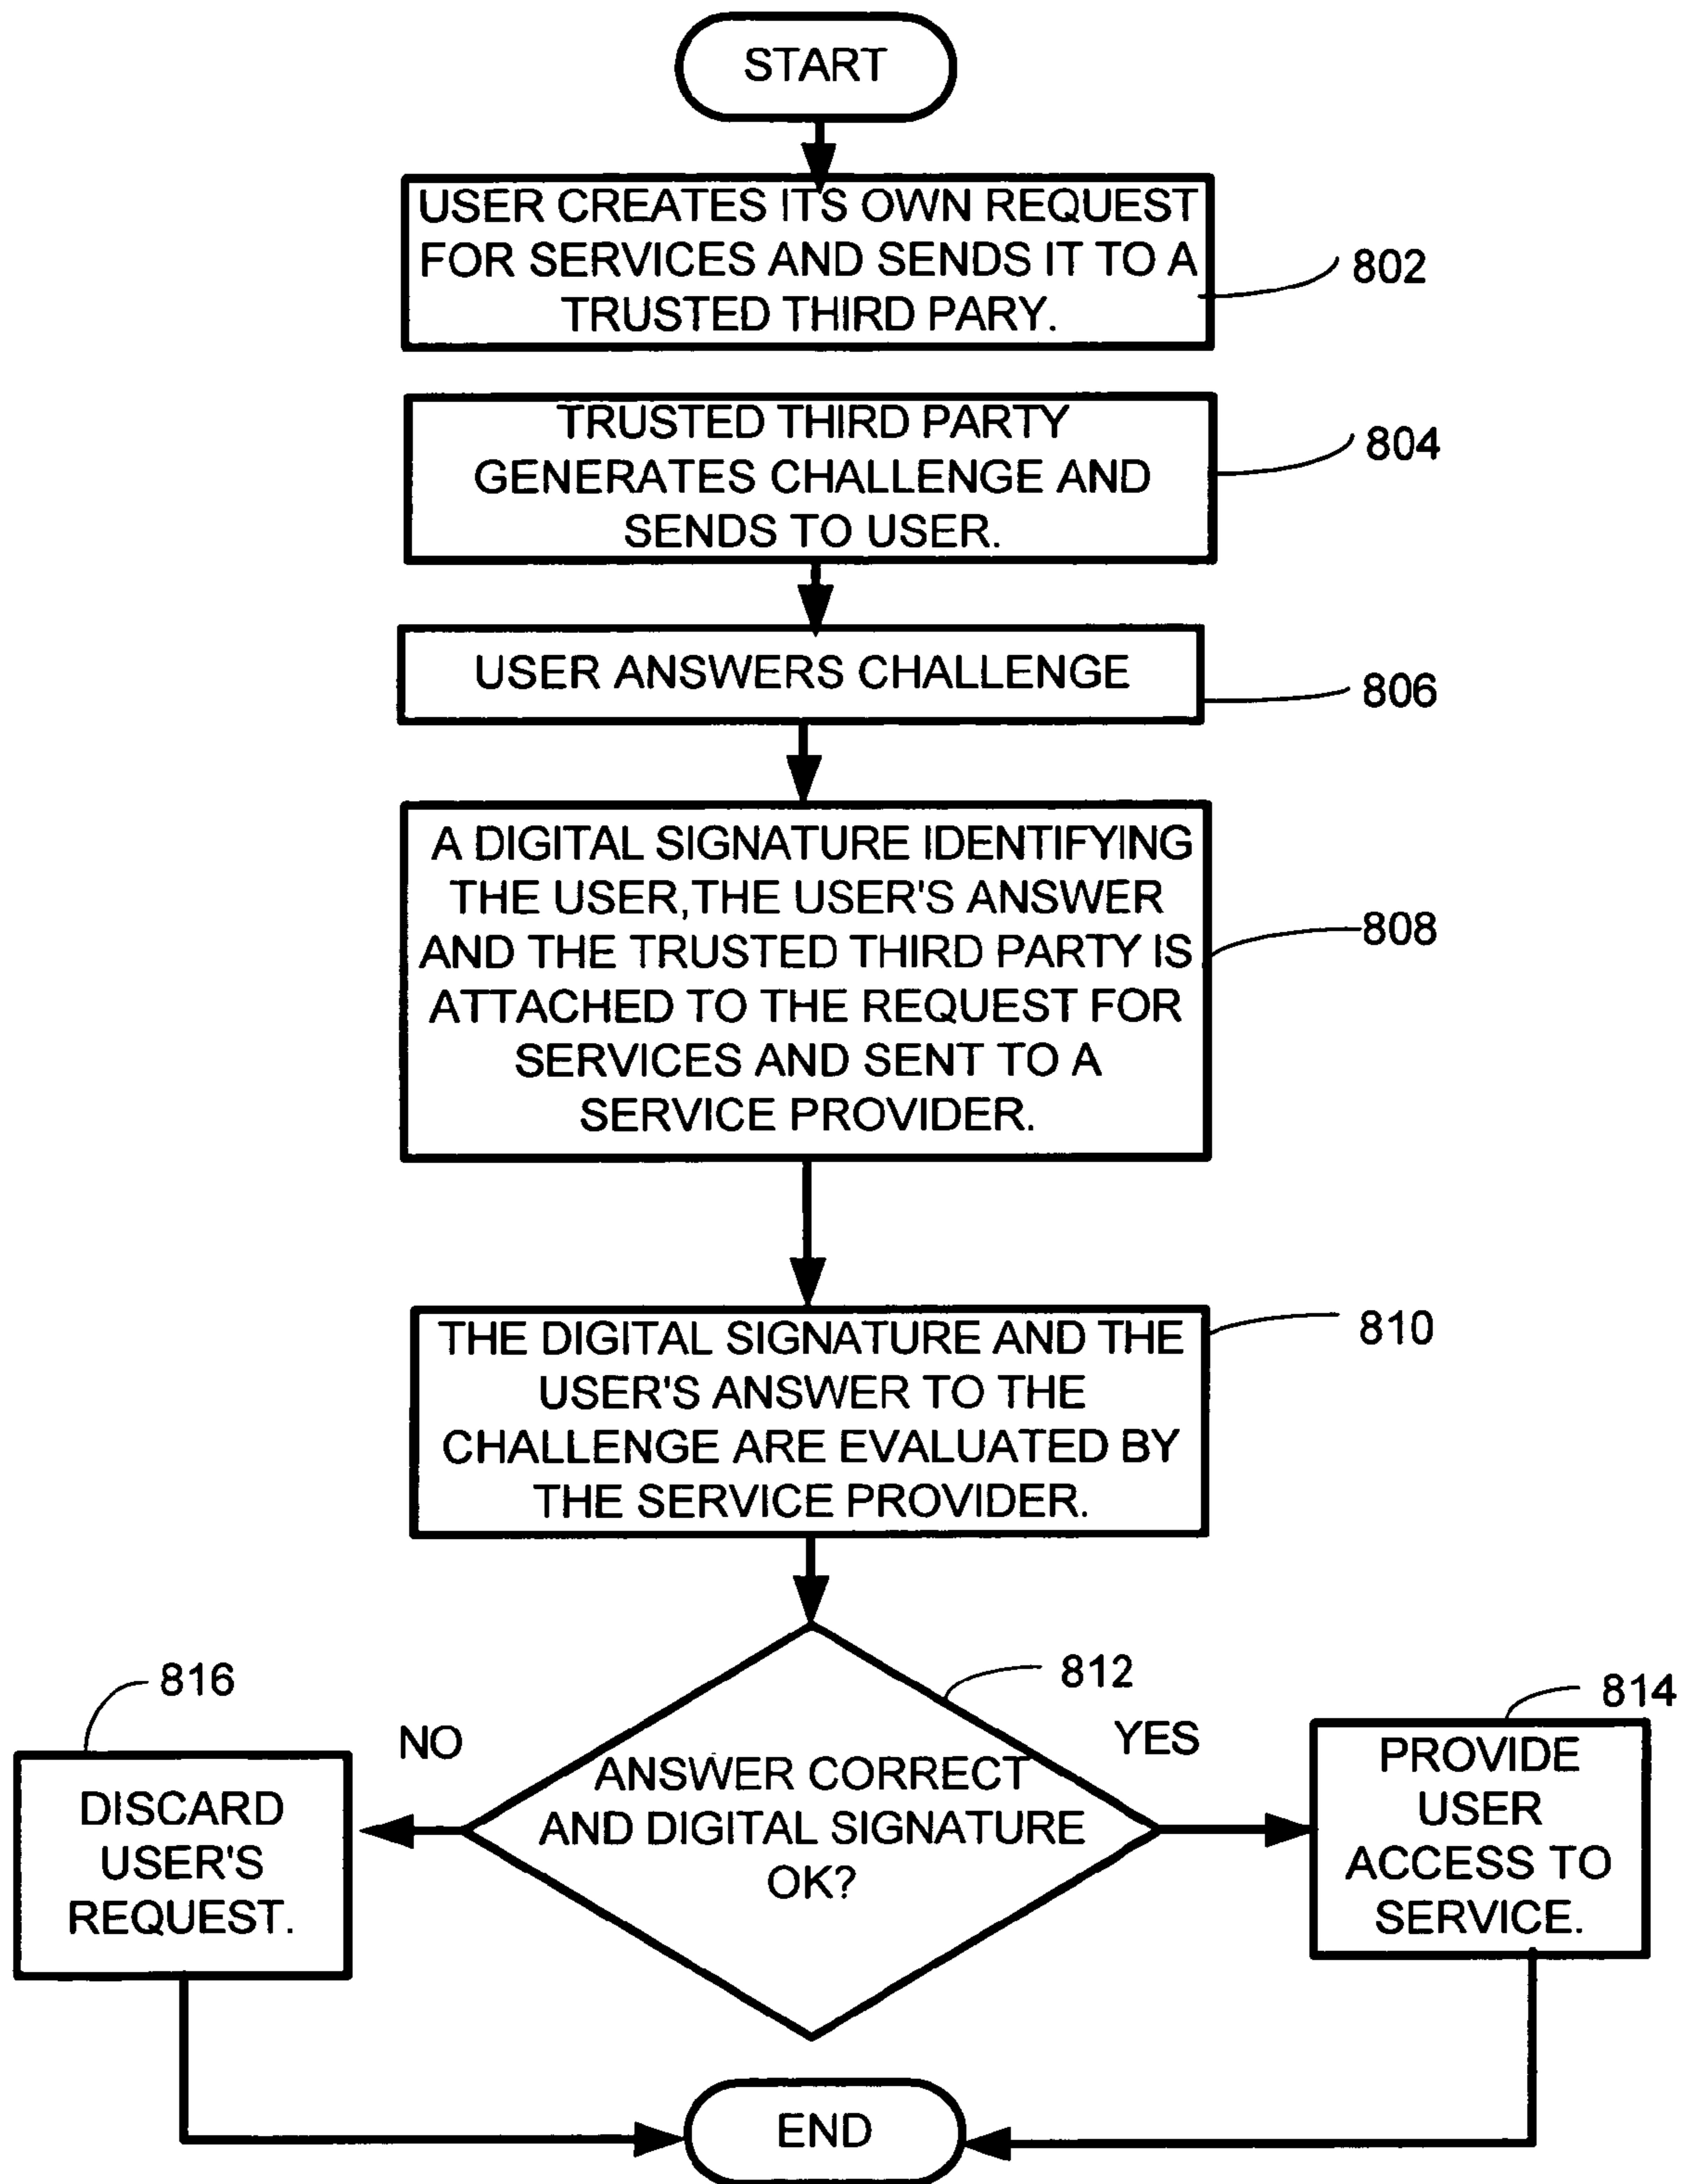 START
USER CREATES ITS OWN REQUEST
FOR SERVICES AND SENDS IT TO A
TRUSTED THIRD PARY.
802
TRUSTED THIRD PARTY
GENERATES CHALLENGE AND
SENDS TO USER.
804
USER ANSWERS CHALLENGE
806
A DIGITAL SIGNATURE IDENTIFYING
THE USER,THE USER'S ANSWER
AND THE TRUSTED THIRD PARTY IS
ATTACHED TO THE REQUEST FOR
SERVICES AND SENT TO A
SERVICE PROVIDER.
808
THE DIGITAL SIGNATURE AND THE
USER'S ANSWER TO THE
CHALLENGE ARE EVALUATED BY
THE SERVICE PROVIDER.
810
812
ANSWER CORRECT
AND DIGITAL SIGNATURE
OK?
NO
816
DISCARD
USER'S
REQUEST.
YES
814
PROVIDE
USER
ACCESS TO
SERVICE.
END